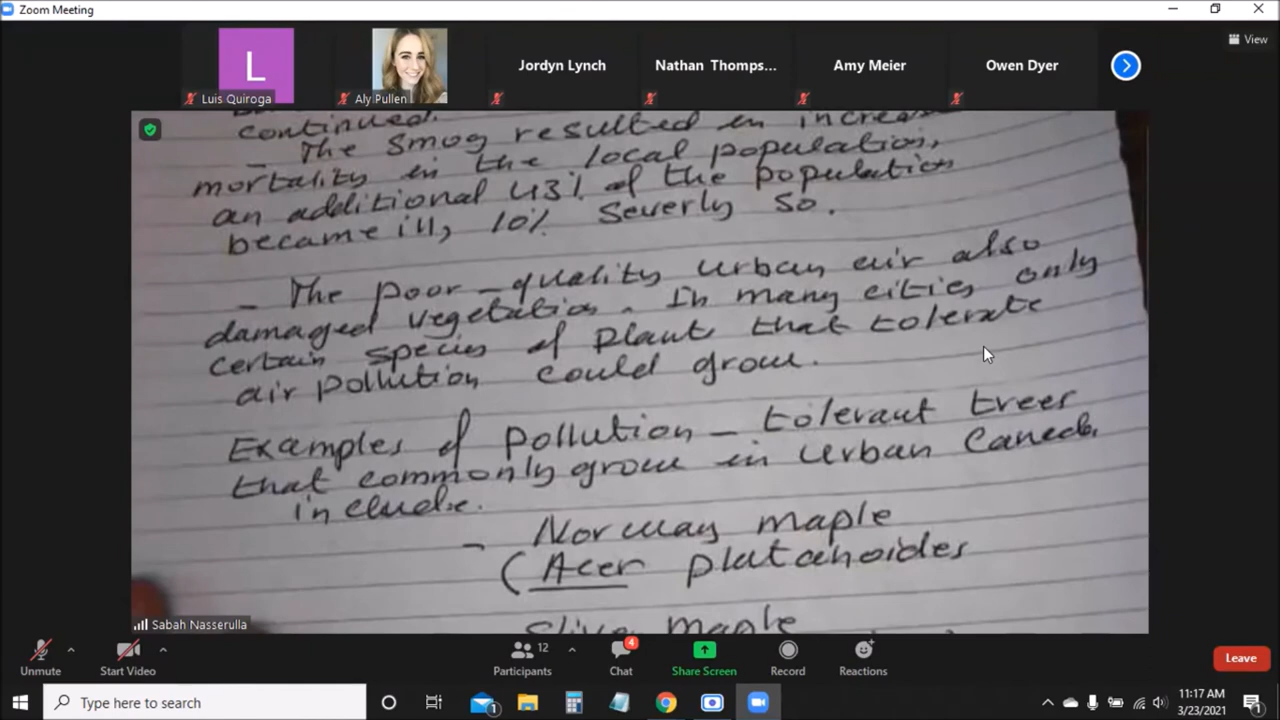 Zoom Meeting
View
L
Luis Quiroga
Aly Pullen
Jordyn Lynch
Nathan Thomps...
Amy Meier
Owen Dyer
continued.
- The Smog resulted in increase
mortality in the local population,
an additional 43% of the population
became ill, 10% Severly so.
- The poor-quality urban air also
damaged vegetation. In many cities only
certain species of plant that tolerate
air pollution could grow.
Examples of Pollution - tolerant trees
that commonly grow in urban Canada.
include.
- Norway maple
(Acer platanoides
maple
Sabah Nasserulla
Unmute
Start Video
12
Participants
4
Chat
Share Screen
Record
Reactions
Leave
Type here to search
1
11:17 AM
3/23/2021
1